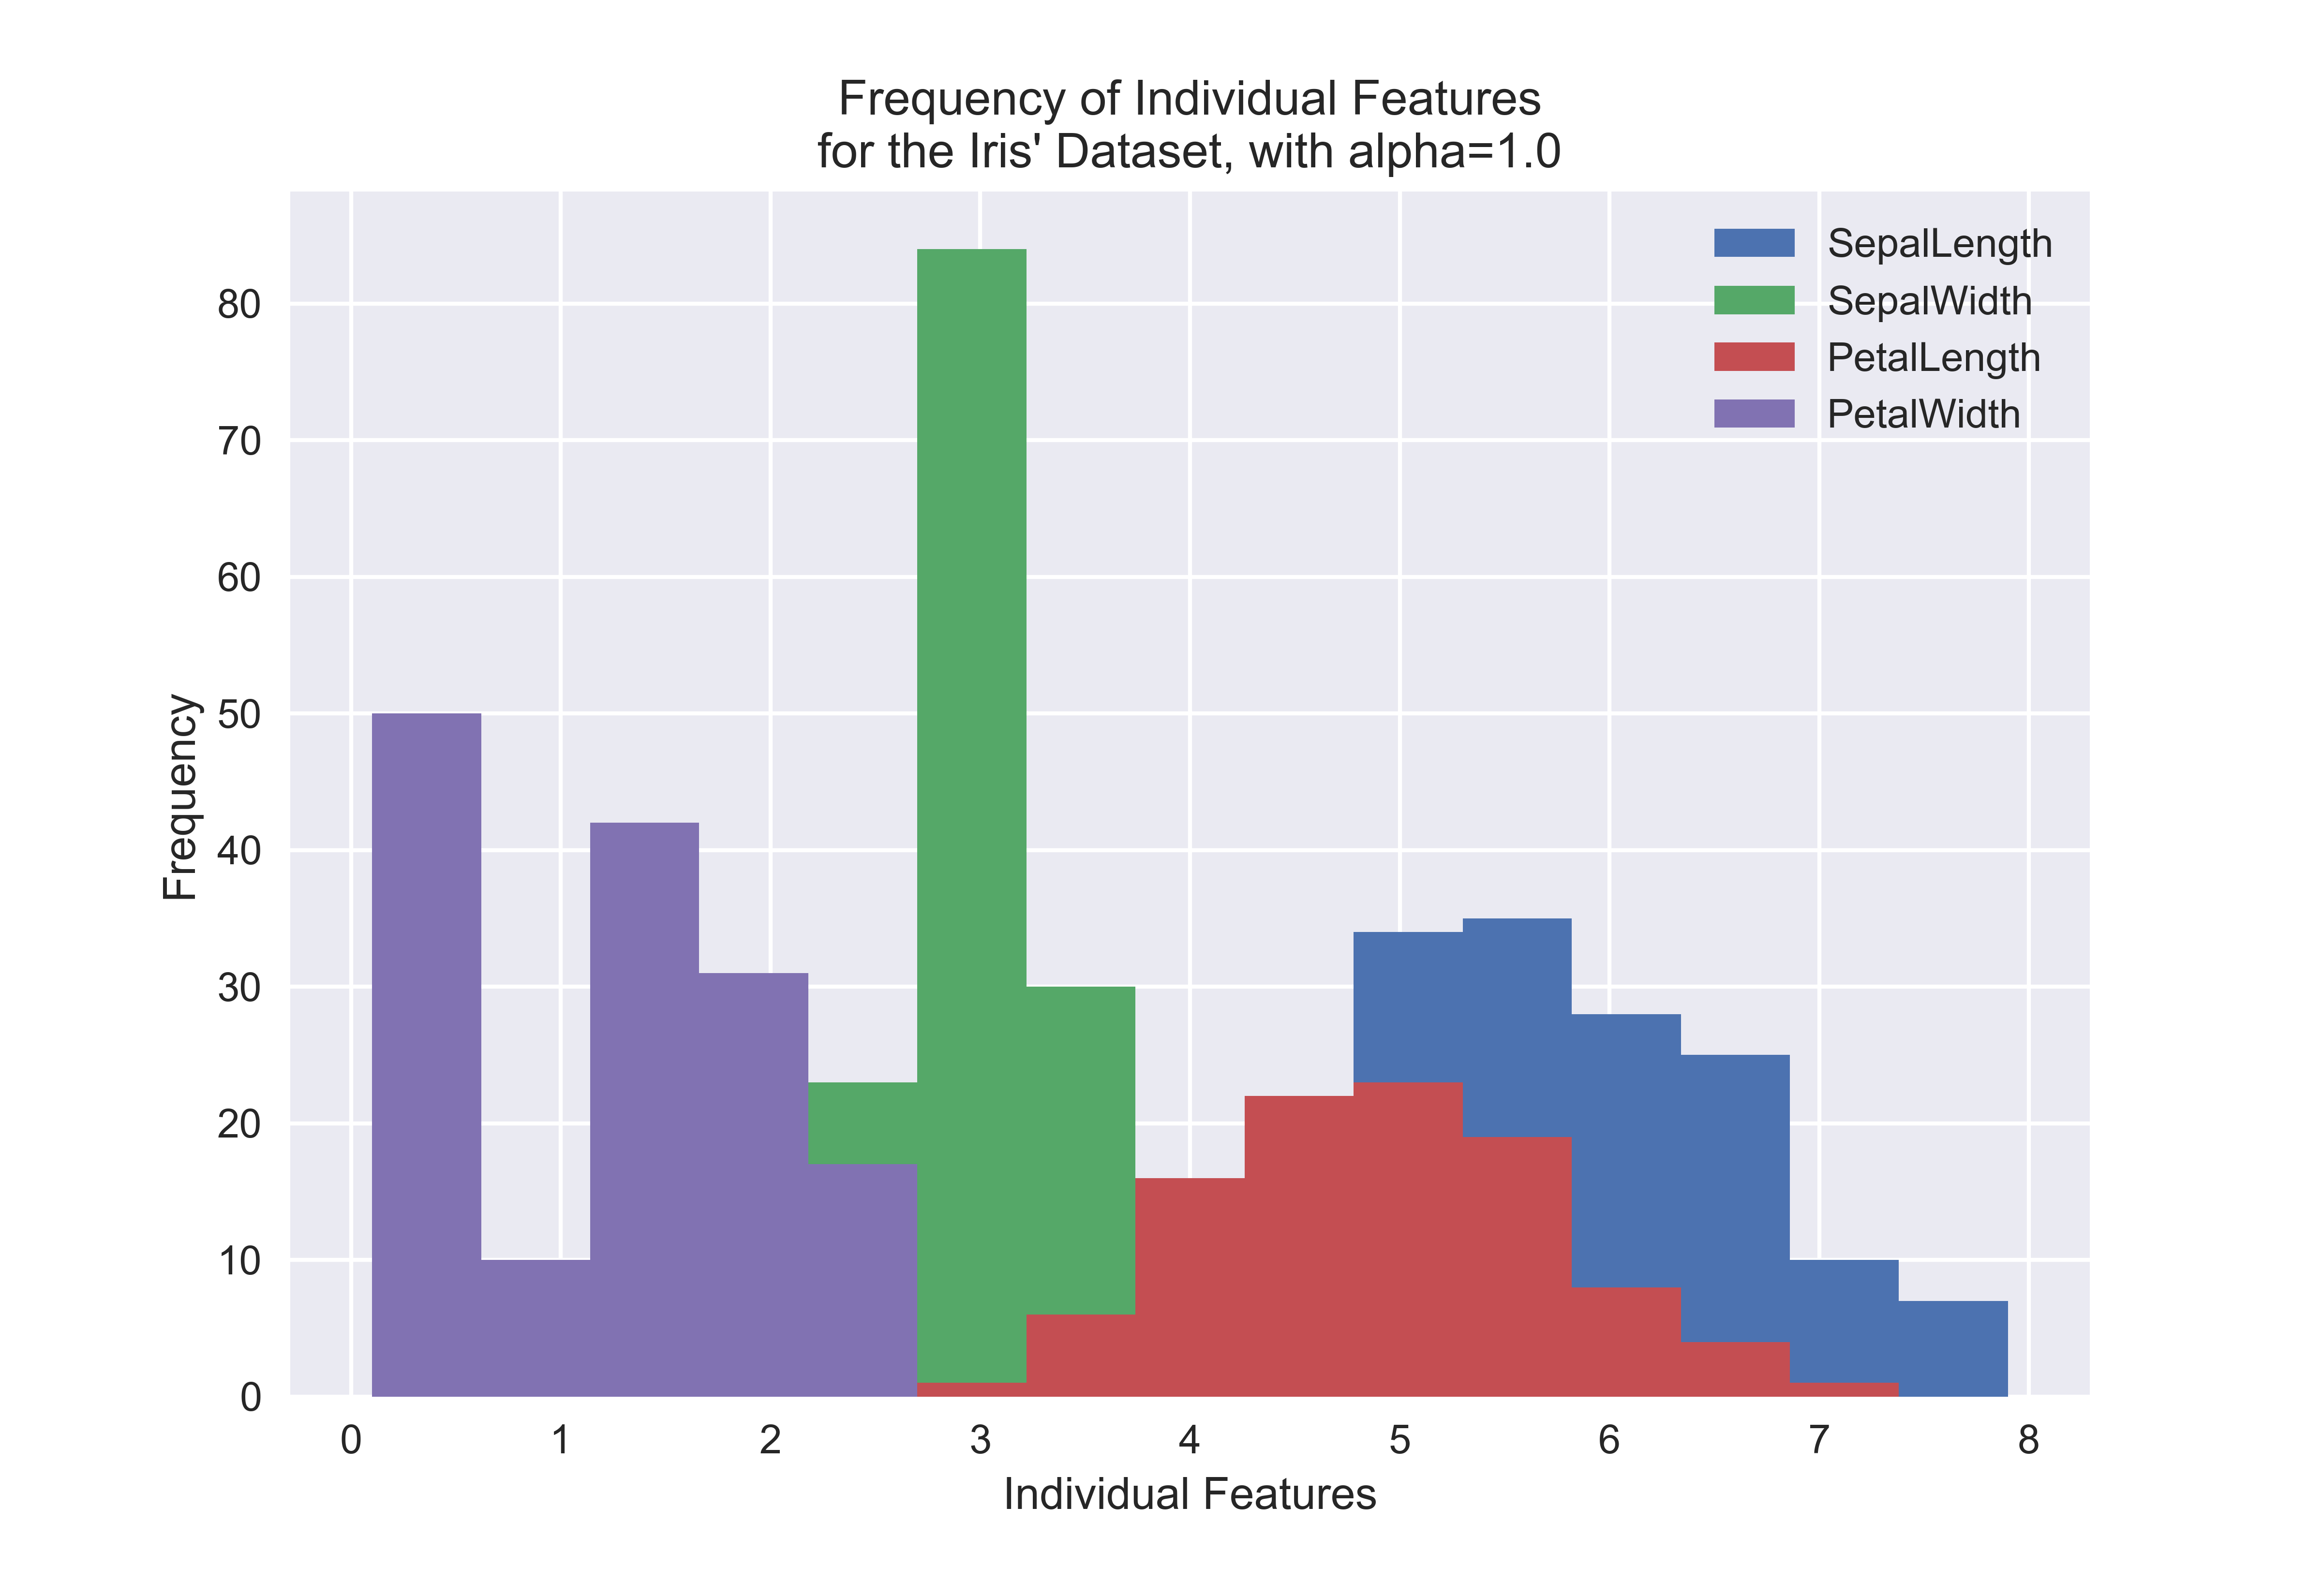 Frequency of Individual Features
for the Iris' Dataset, with alpha=1.0
SepalLength
SepalWidth
PetalLength
PetalWidth
80
70
60
50
40
30
20
10
0
Frequency
0 1 2 3 4 5 6 7 8
Individual Features